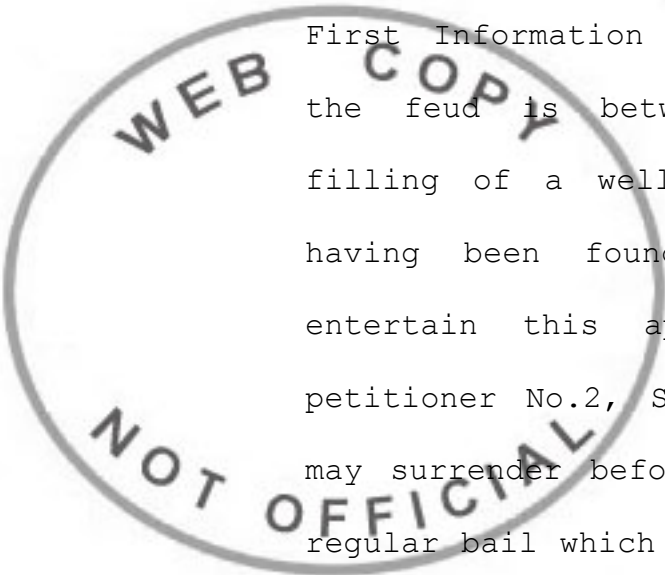 First Information
the feud is betw
filling of a well
having been foun
entertain this a
petitioner No.2, S
may surrender befo
regular bail which
WEB COPY
NOT OFFICIAL